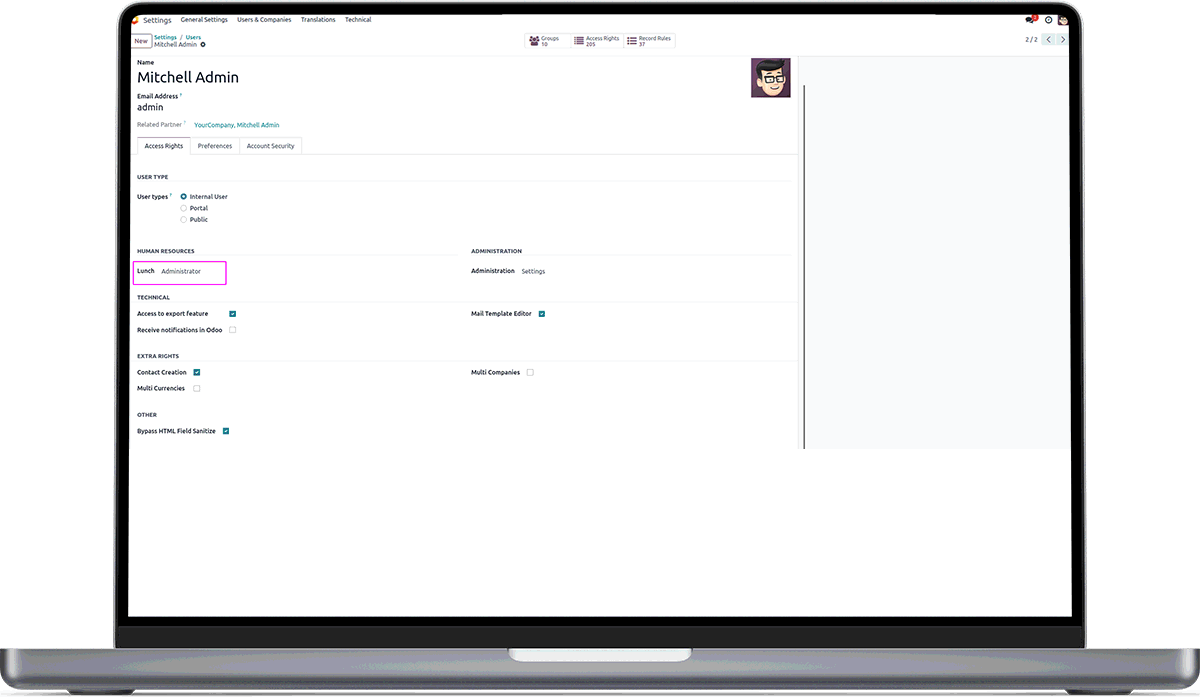 Settings General Settings Users & Companies Translations Technical
1
New
Settings / Users
Mitchell Admin
Groups
10
Access Rights
205
Record Rules
37
2 / 2
Name
Mitchell Admin
Email Address ?
admin
Related Partner ? YourCompany, Mitchell Admin
Access Rights Preferences Account Security
USER TYPE
User types ? Internal User
Portal
Public
HUMAN RESOURCES ADMINISTRATION
Lunch Administrator Administration Settings
TECHNICAL
Access to export feature Mail Template Editor
Receive notifications in Odoo
EXTRA RIGHTS
Contact Creation Multi Companies
Multi Currencies
OTHER
Bypass HTML Field Sanitize